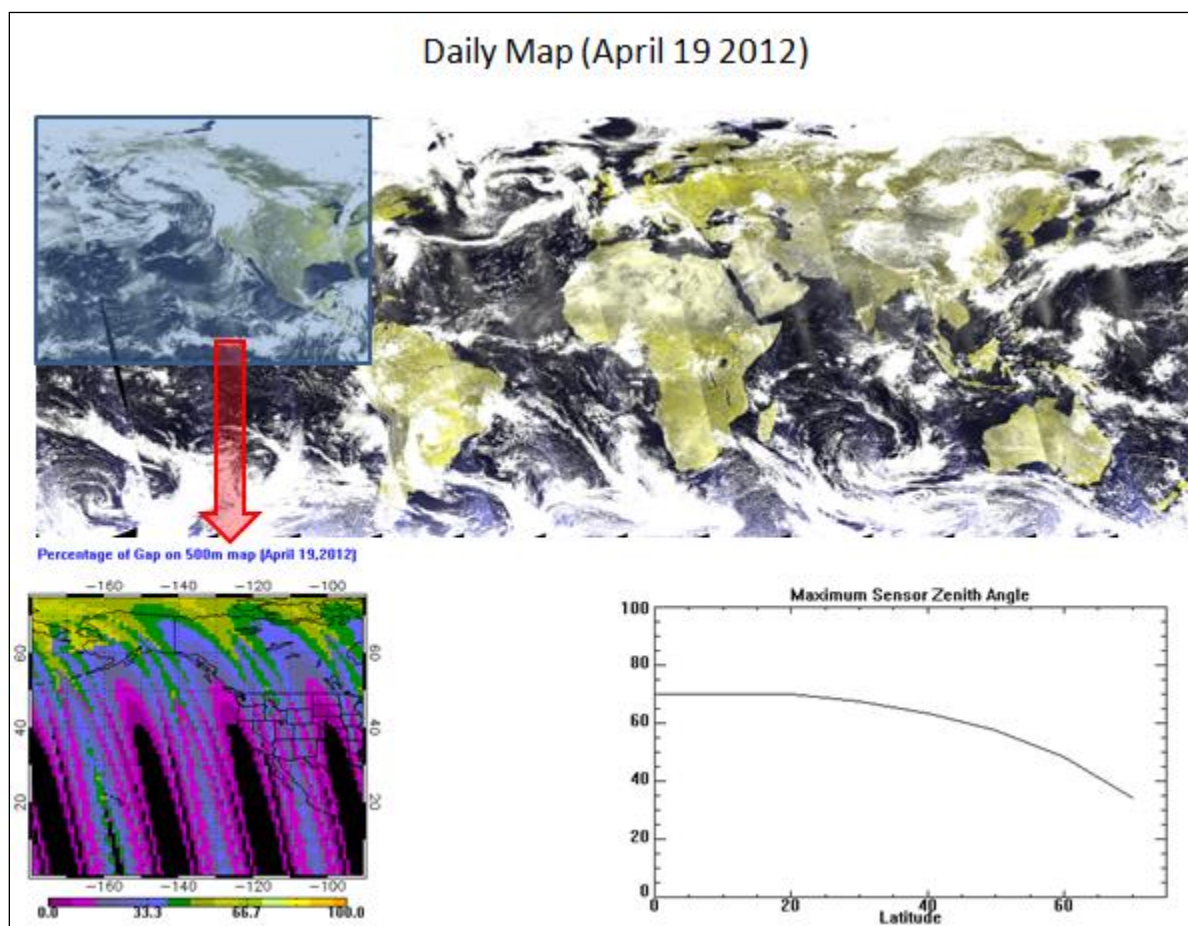 Daily Map (April 19 2012)
Percentage of Gap on 500m map (April 19,2012)
-160 -140 -120 -100
60
40
20
60
40
20
-160 -140 -120 -100
0.0 33.3 66.7 100.0
Maximum Sensor Zenith Angle
100
80
60
40
20
0
0 20 40 60
Latitude